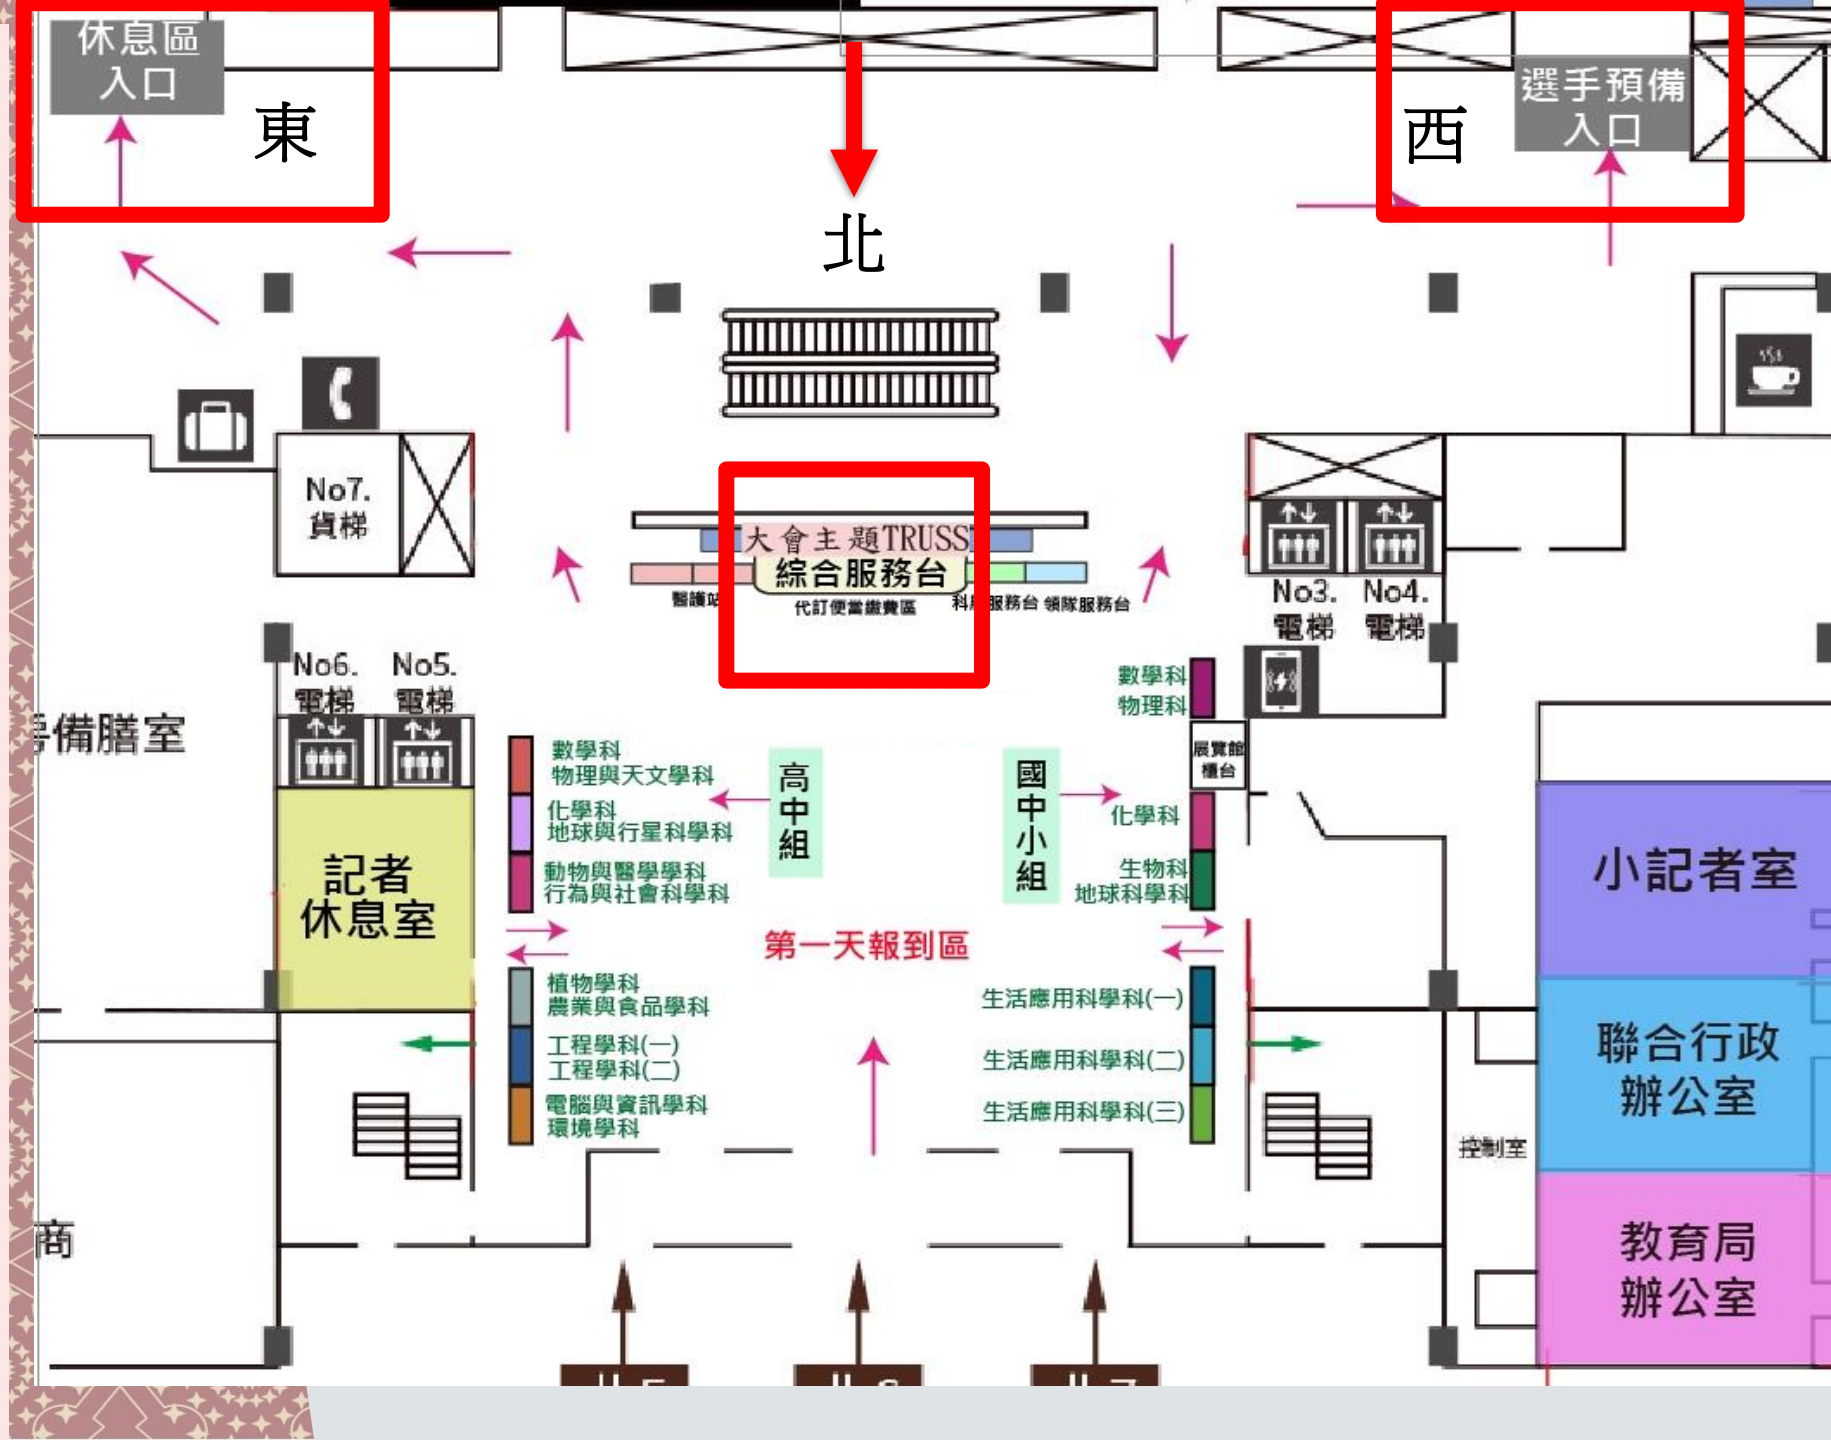 休息區
入口
東
西
選手預備
入口
北
No7.
貨梯
大會主題TRUSS
綜合服務台
醫護站
代訂便當繳費區
科展服務台 領隊服務台
No3.
電梯
No4.
電梯
No6.
電梯
No5.
電梯
備膳室
數學科
物理科
展覽館
櫃台
數學科
物理與天文學科
化學科
地球與行星科學科
動物與醫學學科
行為與社會科學科
高中組
國中小組
化學科
生物科
地球科學科
記者
休息室
第一天報到區
植物學科
農業與食品學科
工程學科(一)
工程學科(二)
電腦與資訊學科
環境學科
生活應用科學科(一)
生活應用科學科(二)
生活應用科學科(三)
小記者室
聯合行政
辦公室
控制室
教育局
辦公室
商